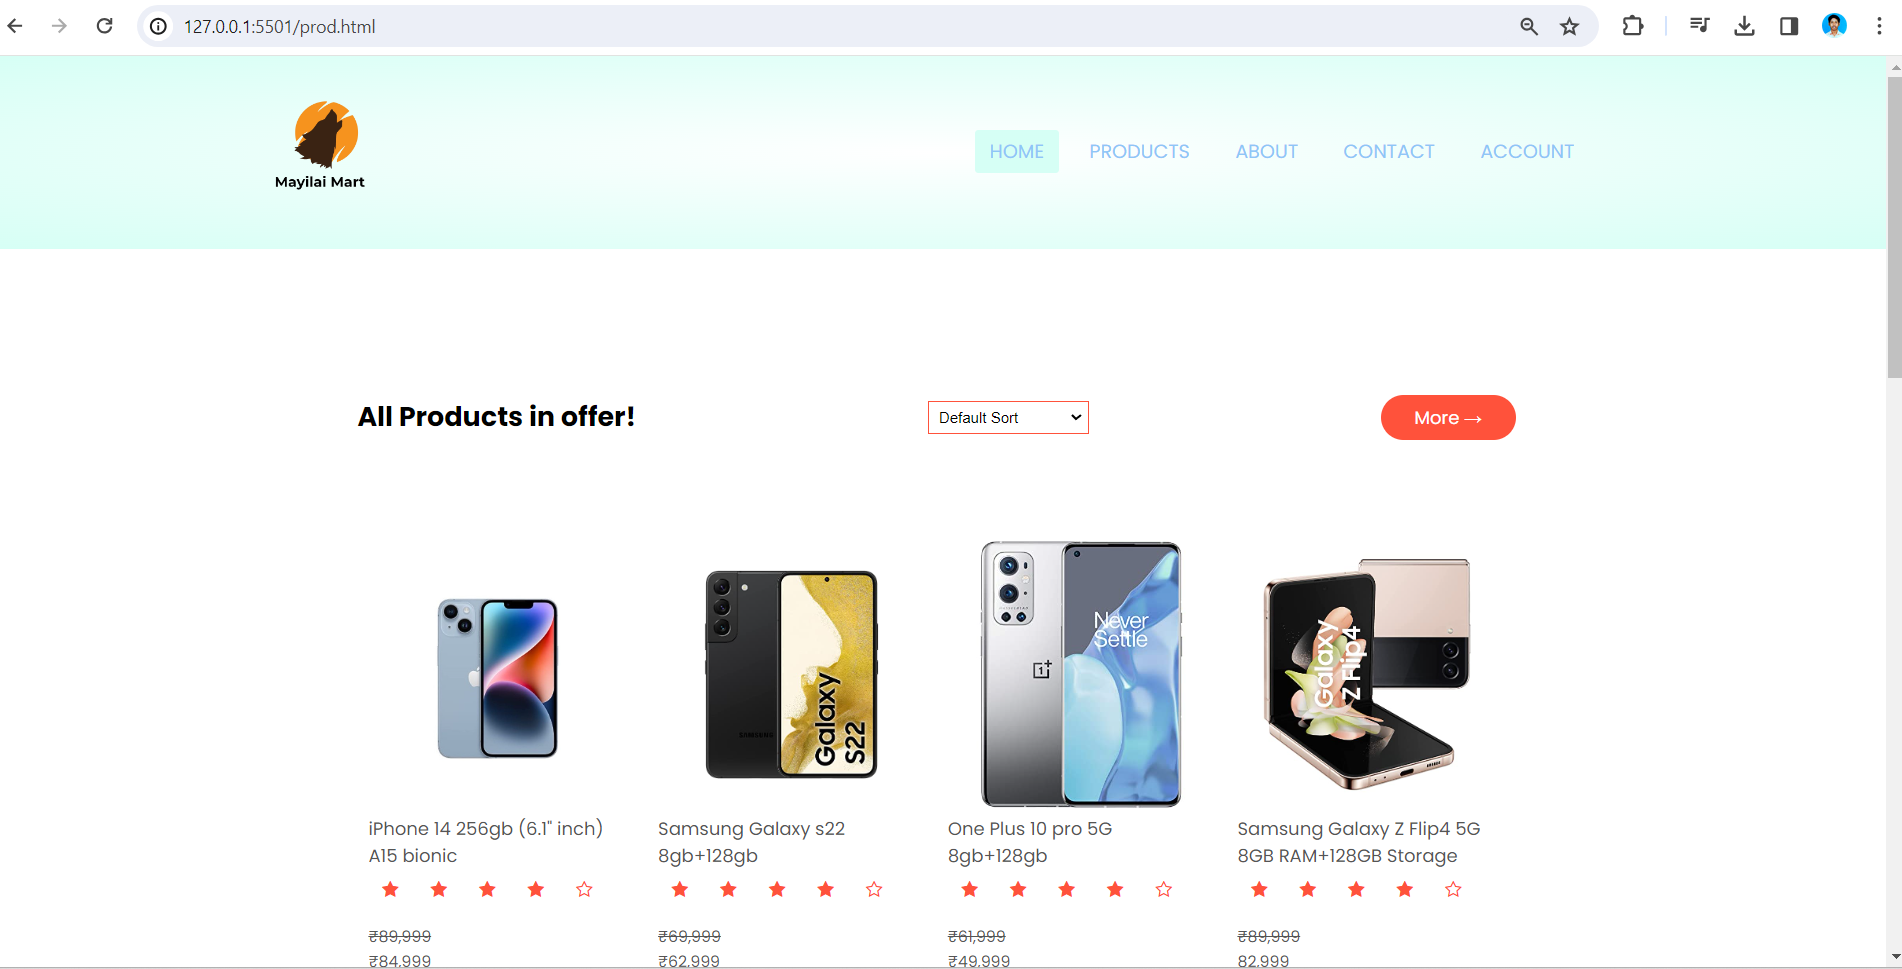 127.0.0.1:5501/prod.html
Mayilai Mart
HOME PRODUCTS ABOUT CONTACT ACCOUNT
All Products in offer!
Default Sort
More →
Galaxy
S22
SAMSUNG
Never
Settle
Galaxy
Z Flip4
iPhone 14 256gb (6.1" inch)
A15 bionic
₹89,999
₹84,999
Samsung Galaxy s22
8gb+128gb
₹69,999
₹62,999
One Plus 10 pro 5G
8gb+128gb
₹61,999
₹49,999
Samsung Galaxy Z Flip4 5G
8GB RAM+128GB Storage
₹89,999
82,999